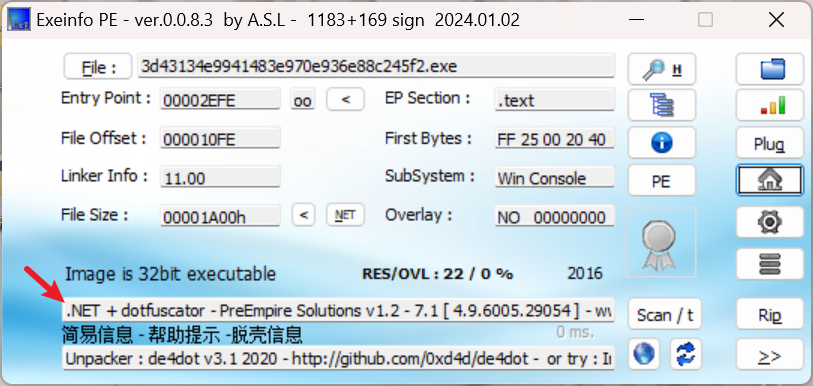 Exeinfo PE - ver.0.0.8.3 by A.S.L - 1183+169 sign 2024.01.02
File : 3d43134e9941483e970e936e88c245f2.exe H
Entry Point : 00002EFE oo < EP Section : .text
File Offset : 000010FE First Bytes : FF 25 00 20 40 Plug
Linker Info : 11.00 SubSystem : Win Console PE
File Size : 00001A00h < NET Overlay : NO 00000000
Image is 32bit executable RES/OVL : 22 / 0 % 2016
.NET + dotfuscator - PreEmpire Solutions v1.2 - 7.1 [ 4.9.6005.29054 ] - Scan / t Rip
简易信息 - 帮助提示 -脱壳信息 0 ms.
Unpacker : de4dot v3.1 2020 - http://github.com/0xd4d/de4dot - or try : >>